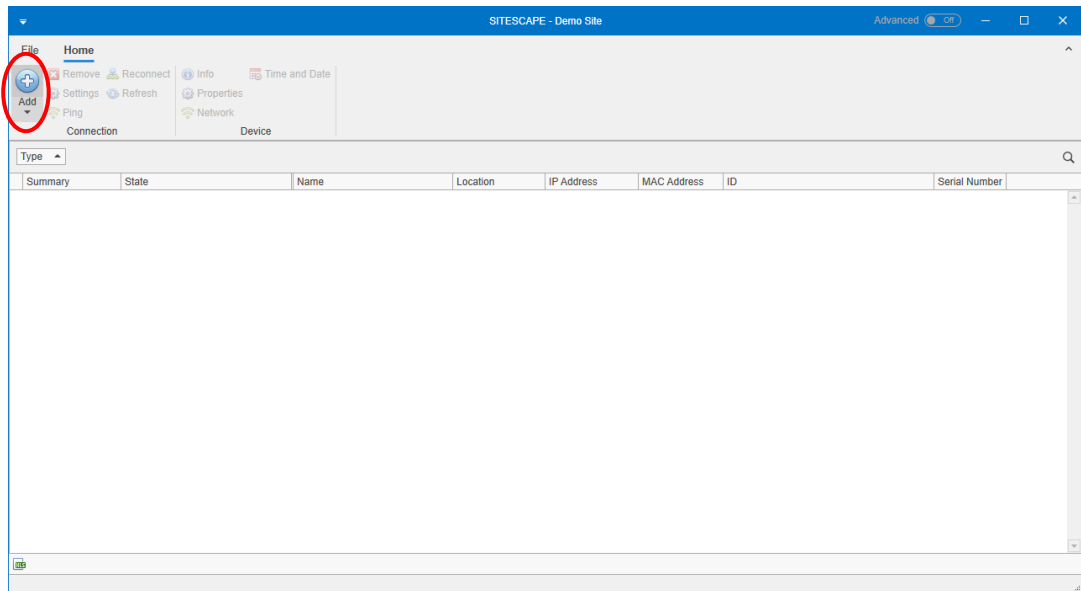 SITESCAPE - Demo Site
Advanced Off
File Home
Remove Reconnect Info Time and Date
Add Settings Refresh Properties
Ping Network
Connection Device
Type
Summary State Name Location IP Address MAC Address ID Serial Number